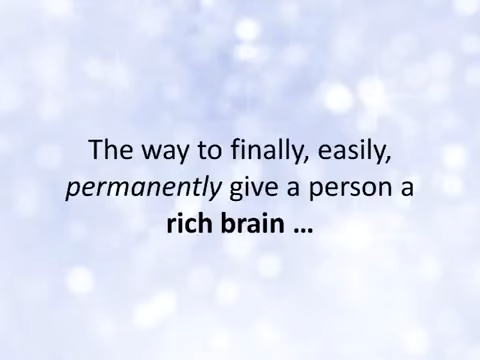 The way to finally, easily,
permanently give a person a
rich brain ...